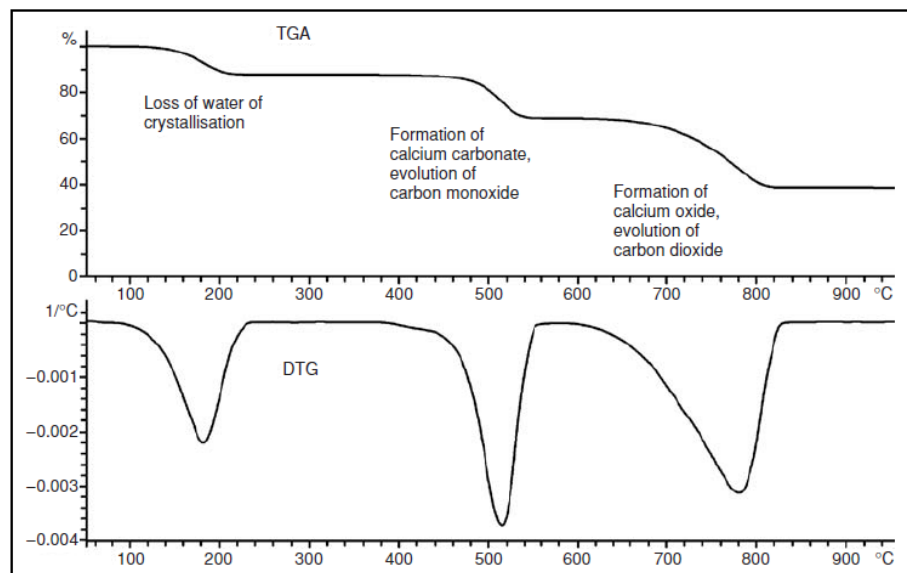 TGA
%
80
60
40
20
0
Loss of water of
crystallisation
Formation of
calcium carbonate,
evolution of
carbon monoxide
Formation of
calcium oxide,
evolution of
carbon dioxide
100 200 300 400 500 600 700 800 900 °C
1/°C
DTG
−0.001
−0.002
−0.003
−0.004
100 200 300 400 500 600 700 800 900 °C